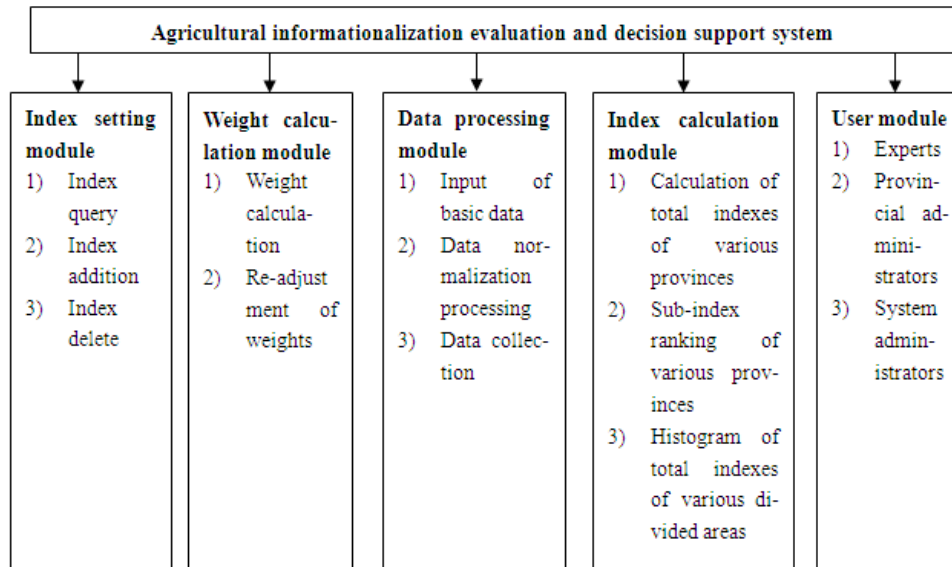 Agricultural informationalization evaluation and decision support system
Index setting
module
1) Index
query
2) Index
addition
3) Index
delete
Weight calcu-
lation module
1) Weight
calcula-
tion
2) Re-adjust
ment of
weights
Data processing
module
1) Input of
basic data
2) Data nor-
malization
processing
3) Data collec-
tion
Index calculation
module
1) Calculation of
total indexes
of various
provinces
2) Sub-index
ranking of
various prov-
inces
3) Histogram of
total indexes
of various di-
vided areas
User module
1) Experts
2) Provin-
cial ad-
mini-
strators
3) System
admin-
istrators